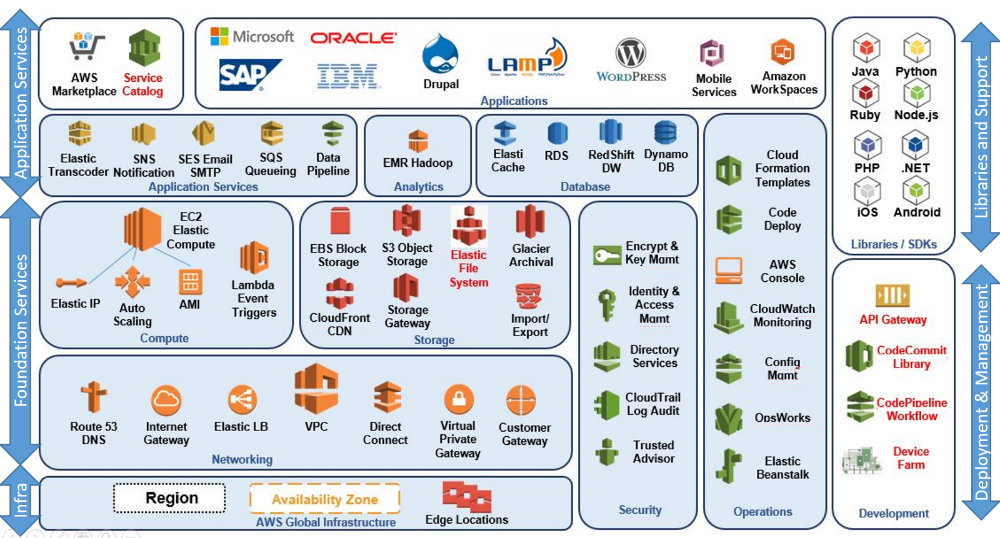 Application Services
AWS
Marketplace
Service
Catalog
Microsoft
ORACLE
SAP
IBM
Drupal
LAMP
WORDPRESS
Mobile
Services
Amazon
WorkSpaces
Applications
Elastic
Transcoder
SNS
Notification
SES Email
SMTP
SQS
Queueing
Data
Pipeline
Application Services
EMR Hadoop
Analytics
Elasti
Cache
RDS
RedShift
DW
Dynamo
DB
Database
Java
Python
Ruby
Node.js
PHP
.NET
iOS
Android
Libraries / SDKs
Libraries and Support
Foundation Services
EC2
Elastic
Compute
Elastic IP
Auto
Scaling
AMI
Lambda
Event
Triggers
Compute
EBS Block
Storage
S3 Object
Storage
Elastic
File
System
Glacier
Archival
CloudFront
CDN
Storage
Gateway
Import/
Export
Storage
Route 53
DNS
Internet
Gateway
Elastic LB
VPC
Direct
Connect
Virtual
Private
Gateway
Customer
Gateway
Networking
Infra
Region
Availability Zone
Edge Locations
AWS Global Infrastructure
Encrypt &
Key Mamt
Identity &
Access
Mamt
Directory
Services
CloudTrail
Log Audit
Trusted
Advisor
Security
Cloud
Formation
Templates
Code
Deploy
AWS
Console
CloudWatch
Monitoring
Config
Mamt
OpsWorks
Elastic
Beanstalk
Operations
API Gateway
CodeCommit
Library
CodePipeline
Workflow
Device
Farm
Development
Deployment & Management